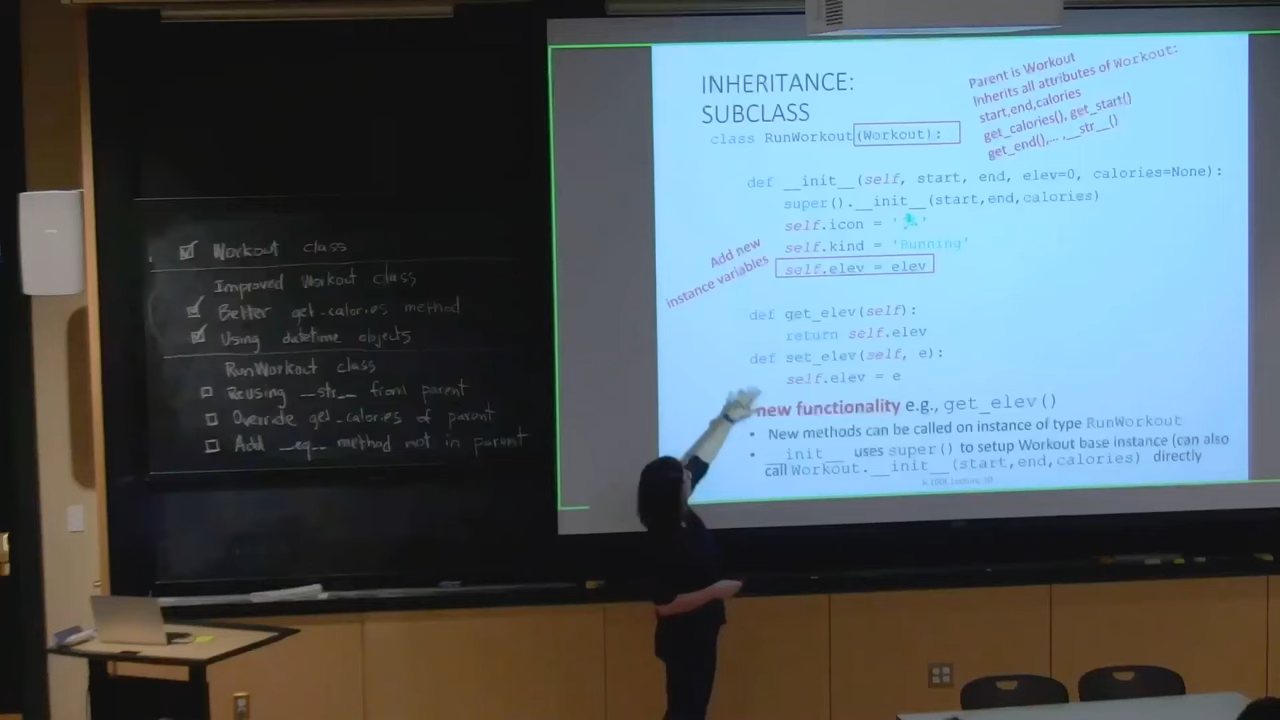 Workout class
Improved Workout class
Better get_calories method
Using datetime objects
RunWorkout class
Reusing __str__ from parent
Override get_calories of parent
Add __eq__ method not in parent
INHERITANCE:
SUBCLASS
Parent is Workout
Inherits all attributes of Workout:
start,end,calories
get_calories(), get_start()
get_end(),… ,__str__()
class RunWorkout(Workout):
def __init__(self, start, end, elev=0, calories=None):
super().__init__(start,end,calories)
self.icon = '🏃'
self.kind = 'Running'
self.elev = elev
Add new
instance variables
def get_elev(self):
return self.elev
def set_elev(self, e):
self.elev = e
new functionality e.g., get_elev()
• New methods can be called on instance of type RunWorkout
• __init__ uses super() to setup Workout base instance (can also
call Workout.__init__(start,end,calories) directly